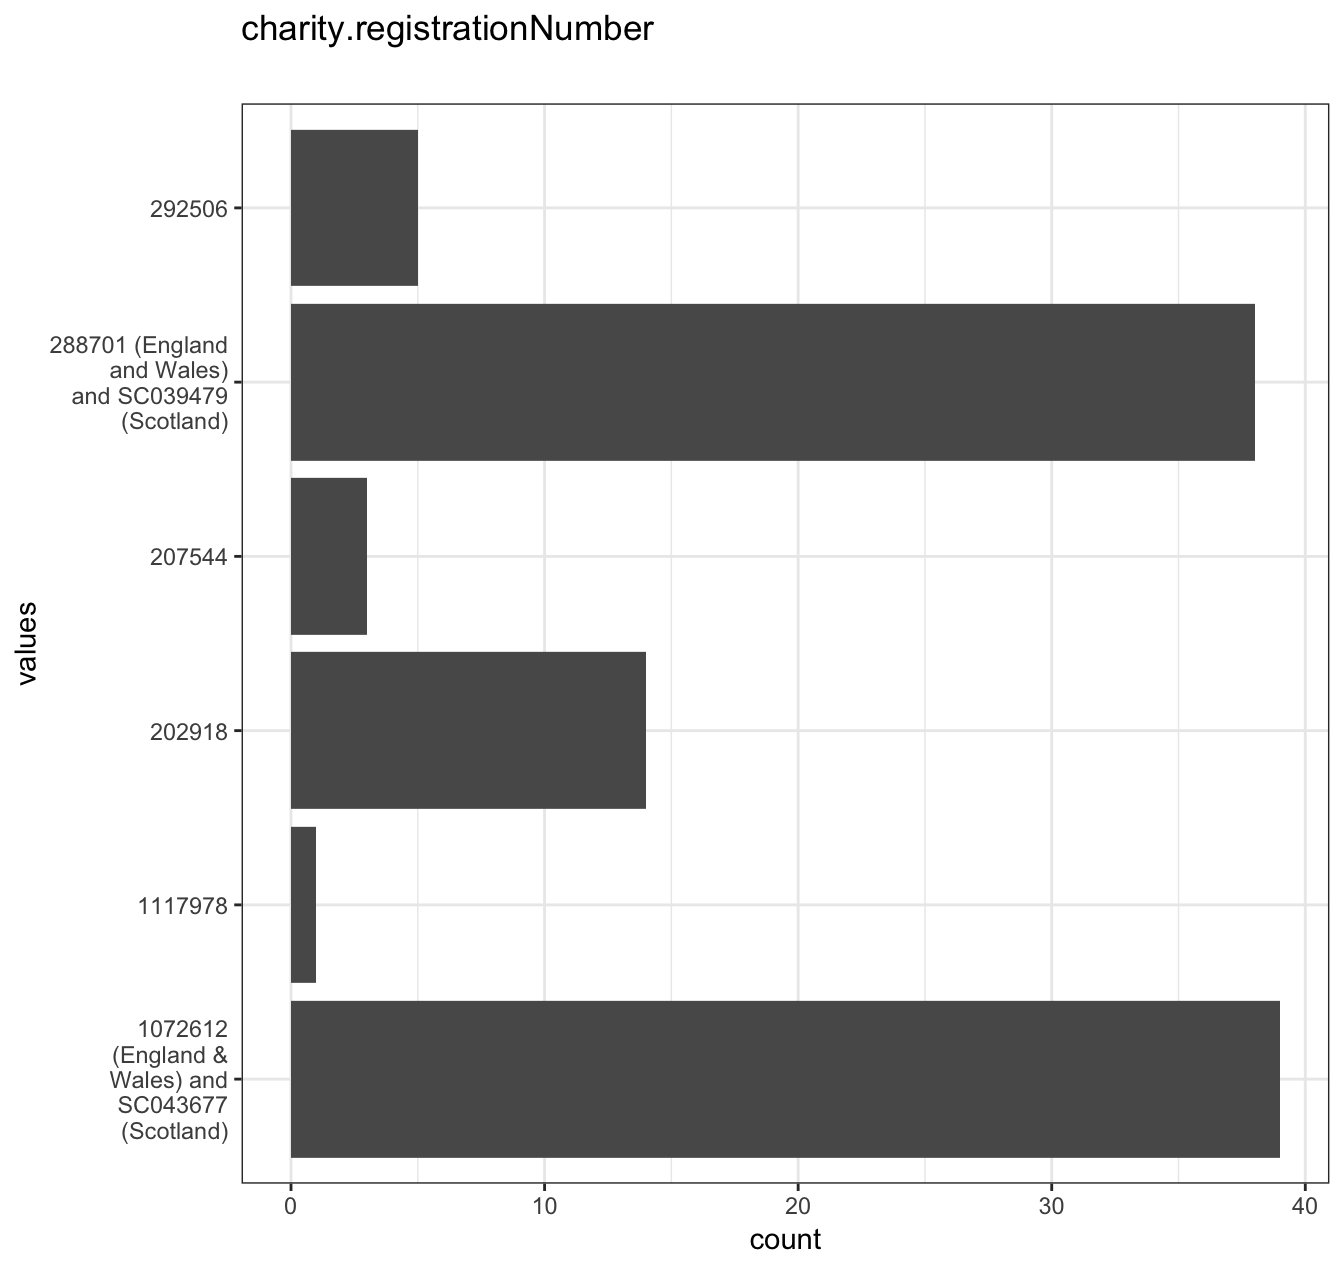 charity.registrationNumber
292506
288701 (England
and Wales)
and SC039479
(Scotland)
207544
values
202918
1117978
1072612
(England &
Wales) and
SC043677
(Scotland)
0 10 20 30 40
count